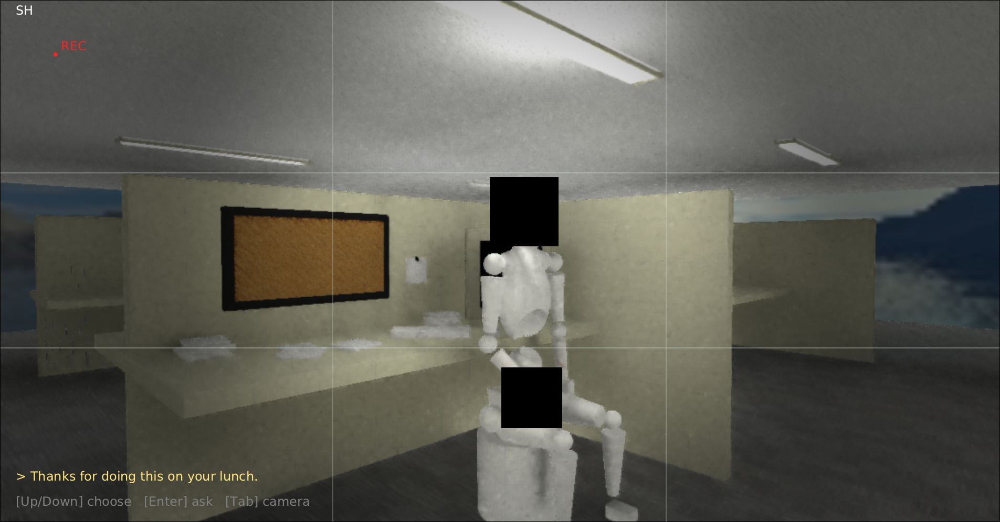 SH
REC
> Thanks for doing this on your lunch.
[Up/Down] choose [Enter] ask [Tab] camera